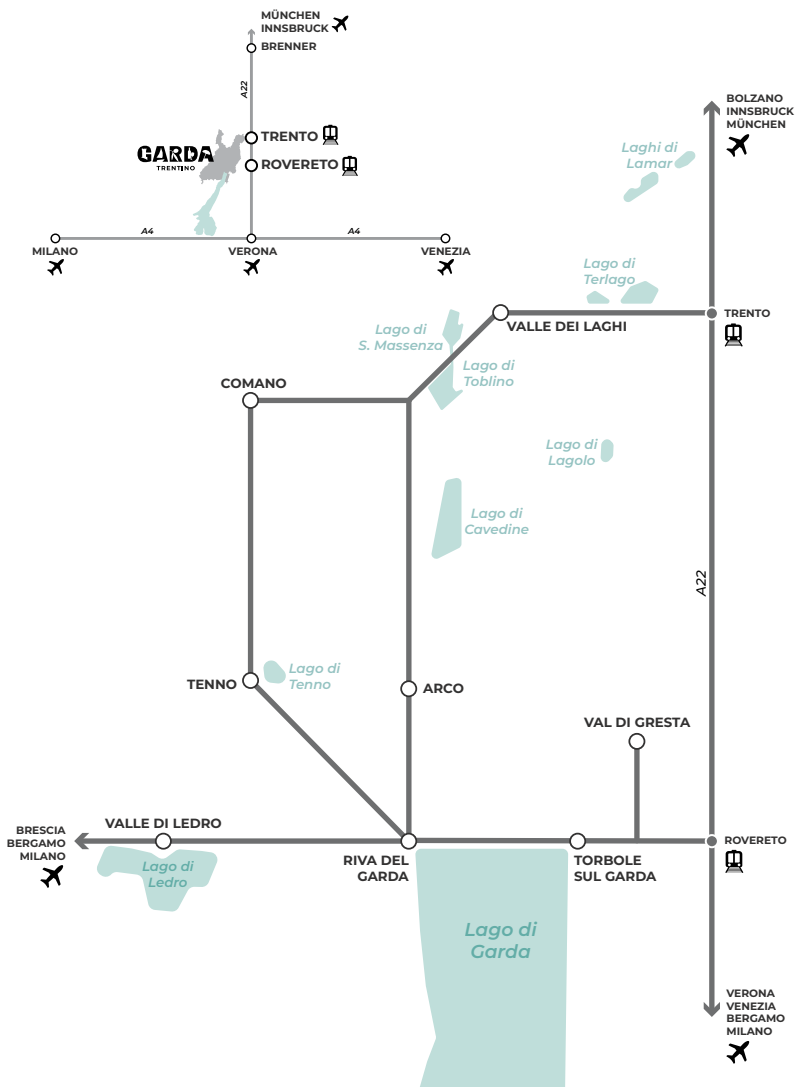 MÜNCHEN
INNSBRUCK
BRENNER
A22
TRENTO
GARDA
TRENTINO
ROVERETO
A4
A4
MILANO
VERONA
VENEZIA
BOLZANO
INNSBRUCK
MÜNCHEN
Laghi di
Lamar
Lago di
Terlago
TRENTO
VALLE DEI LAGHI
Lago di
S. Massenza
Lago di
Toblino
COMANO
Lago di
Lagolo
Lago di
Cavedine
A22
Lago di
Tenno
TENNO
ARCO
VAL DI GRESTA
VALLE DI LEDRO
BRESCIA
BERGAMO
MILANO
ROVERETO
Lago di
Ledro
RIVA DEL
GARDA
TORBOLE
SUL GARDA
Lago di
Garda
VERONA
VENEZIA
BERGAMO
MILANO